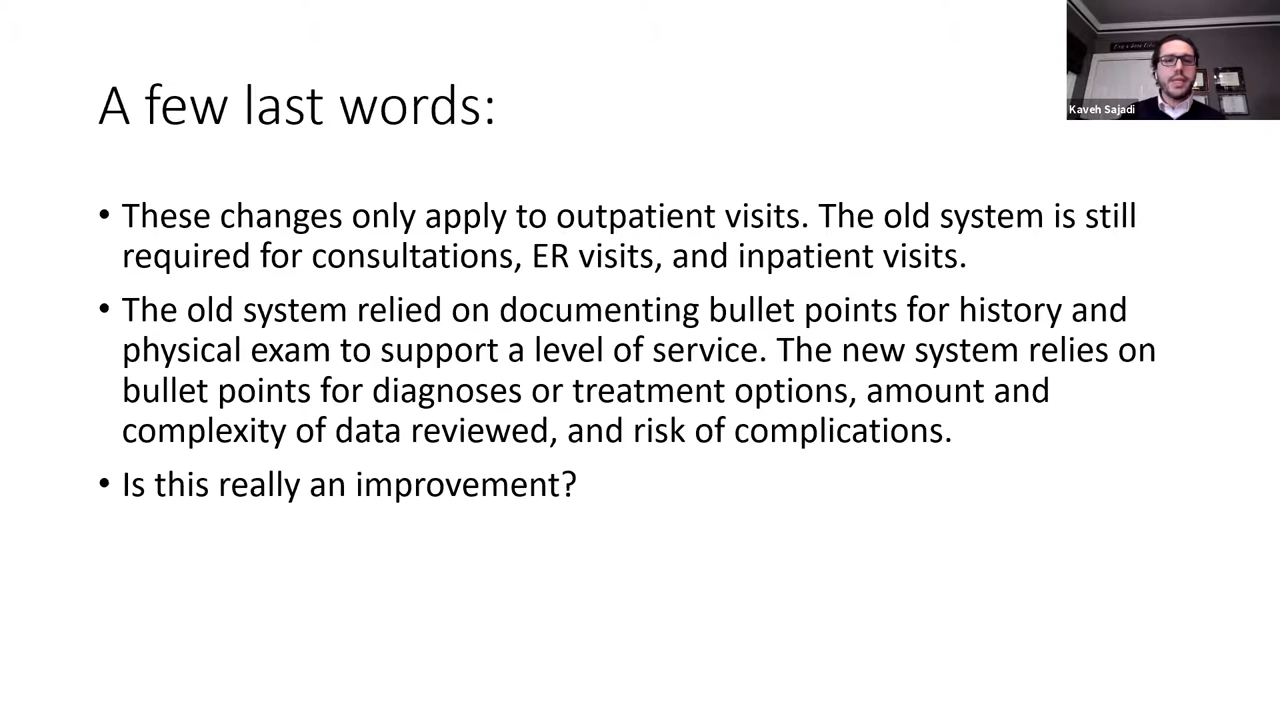 A few last words:
Kaveh Sajadi
• These changes only apply to outpatient visits. The old system is still
required for consultations, ER visits, and inpatient visits.
• The old system relied on documenting bullet points for history and
physical exam to support a level of service. The new system relies on
bullet points for diagnoses or treatment options, amount and
complexity of data reviewed, and risk of complications.
• Is this really an improvement?